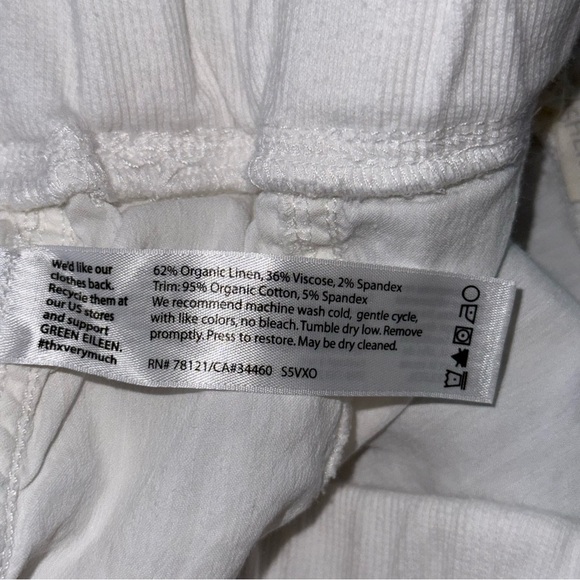 We'd like our
clothes back.
Recycle them at
our US stores
and support
GREEN EILEEN.
#thxverymuch
62% Organic Linen, 36% Viscose, 2% Spandex
Trim: 95% Organic Cotton, 5% Spandex
We recommend machine wash cold, gentle cycle,
with like colors, no bleach. Tumble dry low. Remove
promptly. Press to restore. May be dry cleaned.
RN# 78121/CA#34460 S5VXO